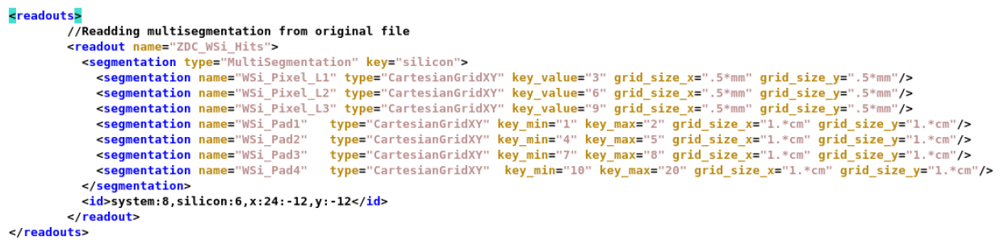 <readouts>
//Readding multisegmentation from original file
<readout name="ZDC_WSi_Hits">
<segmentation type="MultiSegmentation" key="silicon">
<segmentation name="WSi_Pixel_L1" type="CartesianGridXY" key_value="3" grid_size_x=".5*mm" grid_size_y=".5*mm"/>
<segmentation name="WSi_Pixel_L2" type="CartesianGridXY" key_value="6" grid_size_x=".5*mm" grid_size_y=".5*mm"/>
<segmentation name="WSi_Pixel_L3" type="CartesianGridXY" key_value="9" grid_size_x=".5*mm" grid_size_y=".5*mm"/>
<segmentation name="WSi_Pad1" type="CartesianGridXY" key_min="1" key_max="2" grid_size_x="1.*cm" grid_size_y="1.*cm"/>
<segmentation name="WSi_Pad2" type="CartesianGridXY" key_min="4" key_max="5" grid_size_x="1.*cm" grid_size_y="1.*cm"/>
<segmentation name="WSi_Pad3" type="CartesianGridXY" key_min="7" key_max="8" grid_size_x="1.*cm" grid_size_y="1.*cm"/>
<segmentation name="WSi_Pad4" type="CartesianGridXY" key_min="10" key_max="20" grid_size_x="1.*cm" grid_size_y="1.*cm"/>
</segmentation>
<id>system:8,silicon:6,x:24:-12,y:-12</id>
</readout>
</readouts>